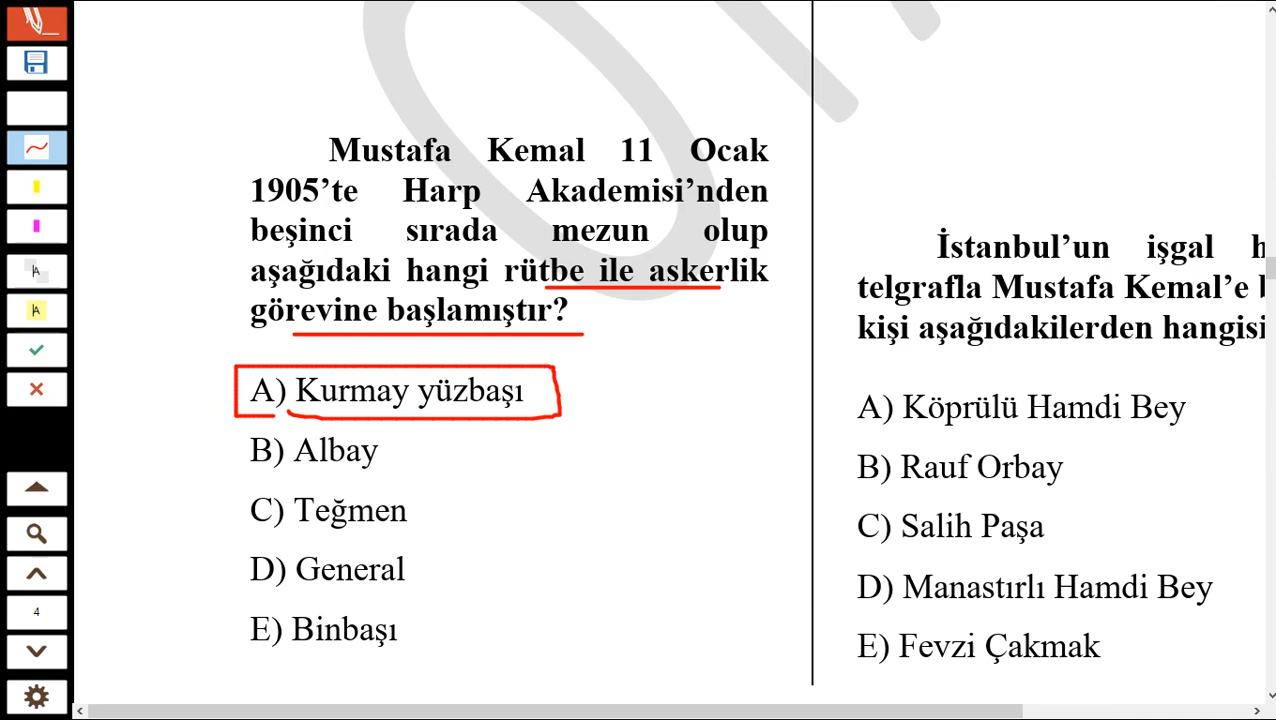 Mustafa Kemal 11 Ocak
1905’te Harp Akademisi’nden
beşinci sırada mezun olup
aşağıdaki hangi rütbe ile askerlik
görevine başlamıştır?
A) Kurmay yüzbaşı
B) Albay
C) Teğmen
D) General
E) Binbaşı
İstanbul’un işgal
telgrafla Mustafa Kemal’e
kişi aşağıdakilerden
A) Köprülü Hamdi Bey
B) Rauf Orbay
C) Salih Paşa
D) Manastırlı Hamdi Bey
E) Fevzi Çakmak
A
A
4